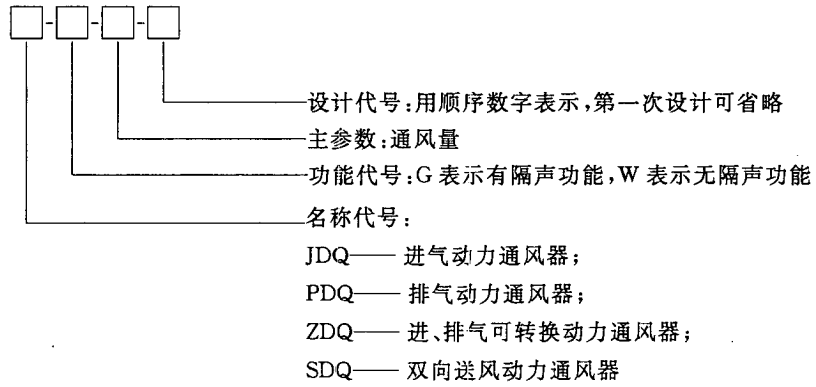 设计代号:用顺序数字表示,第一次设计可省略
主参数:通风量
功能代号:G 表示有隔声功能,W 表示无隔声功能
名称代号:
JDQ—— 进气动力通风器;
PDQ—— 排气动力通风器;
ZDQ—— 进、排气可转换动力通风器;
SDQ—— 双向送风动力通风器